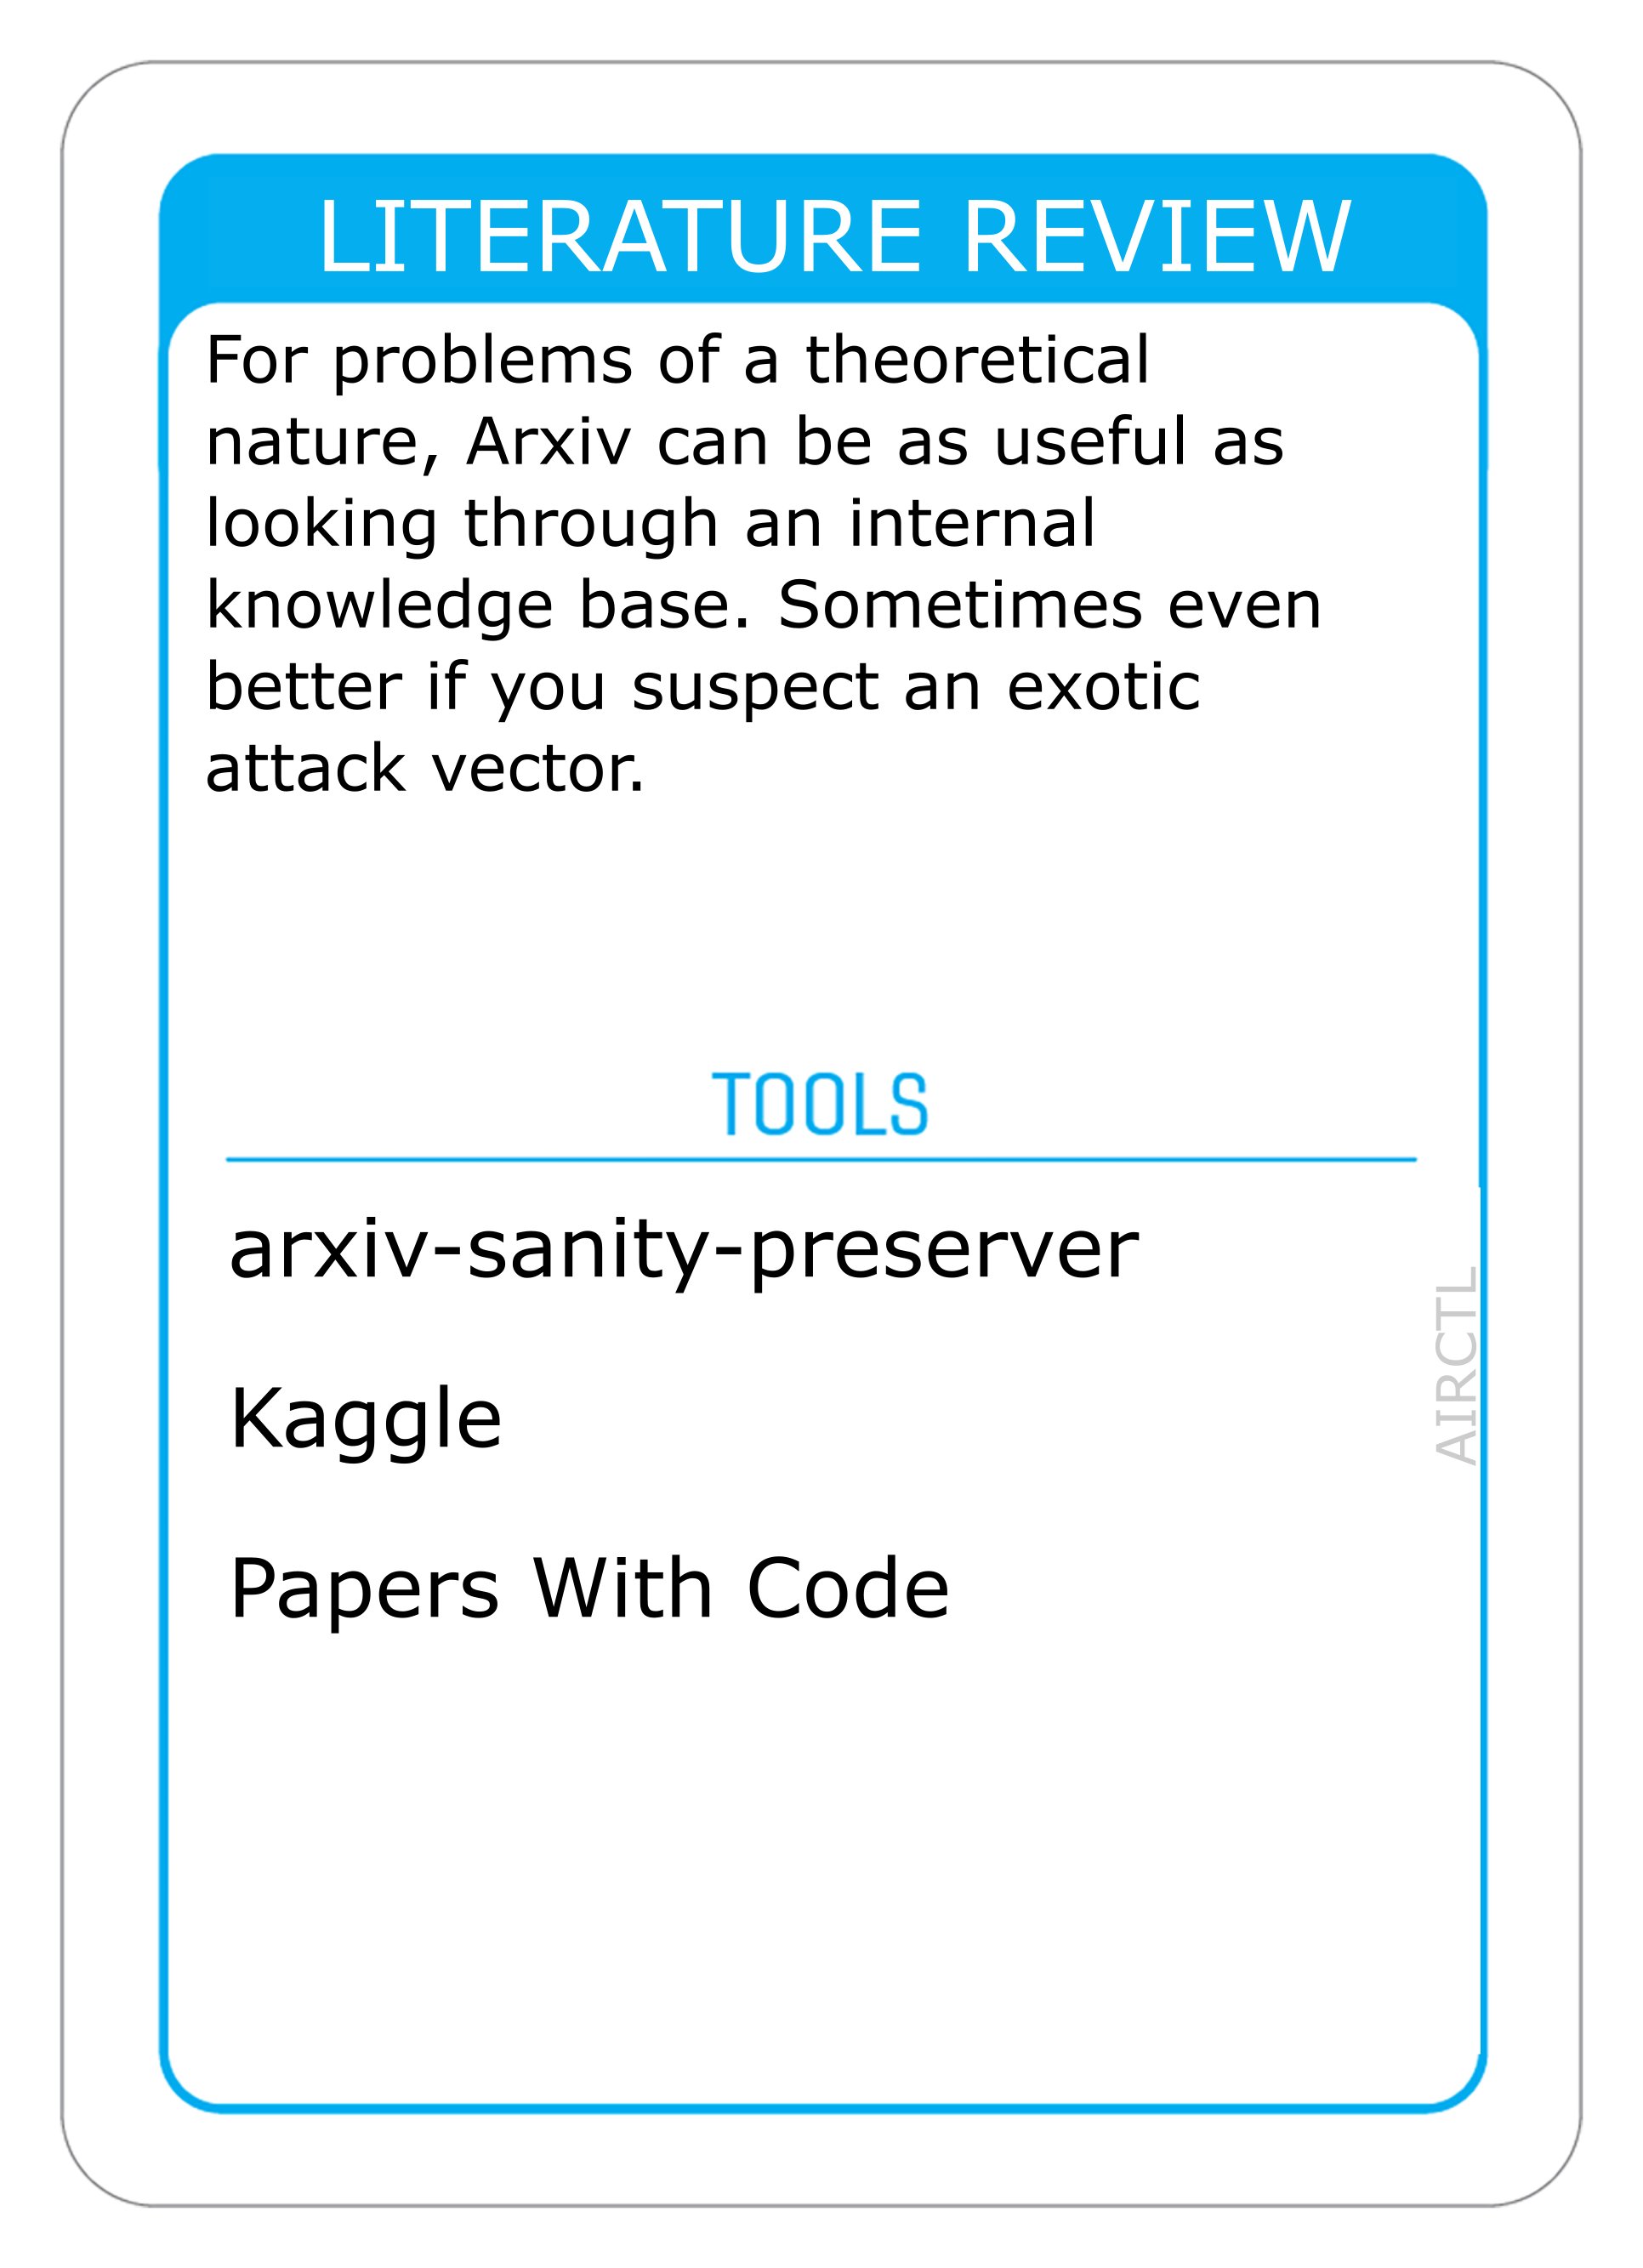 LITERATURE REVIEW
For problems of a theoretical
nature, Arxiv can be as useful as
looking through an internal
knowledge base. Sometimes even
better if you suspect an exotic
attack vector.
TOOLS
arxiv-sanity-preserver
Kaggle
Papers With Code
AIRCTL